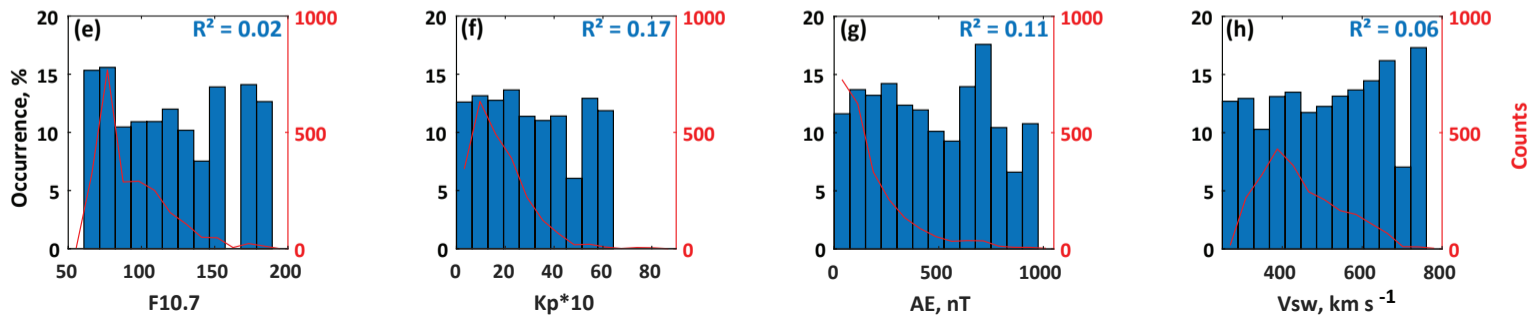 (e) R² = 0.02
Occurrence, %
20
15
10
5
0
1000
500
0
50 100 150 200
F10.7
(f) R² = 0.17
20
15
10
5
0
1000
500
0
0 20 40 60 80
Kp*10
(g) R² = 0.11
20
15
10
5
0
1000
500
0
0 500 1000
AE, nT
(h) R² = 0.06
20
15
10
5
0
1000
500
0
Counts
400 600 800
Vsw, km s -1